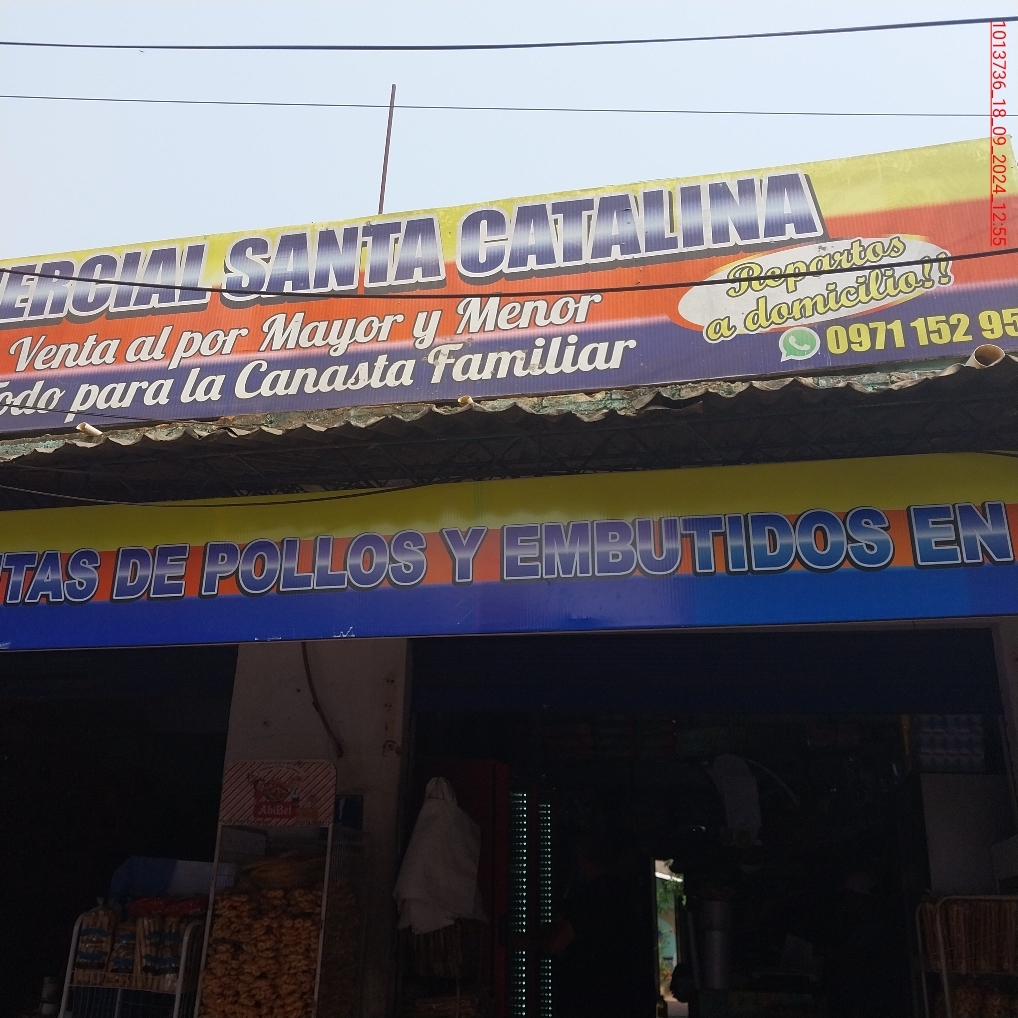 ERCIAL SANTA CATALINA
Venta al por Mayor y Menor
odo para la Canasta Familiar
Repartos
a domicilio!!
0971 152 95
TAS DE POLLOS Y EMBUTIDOS EN
AbiBel
1013736_18_09_2024_12:55